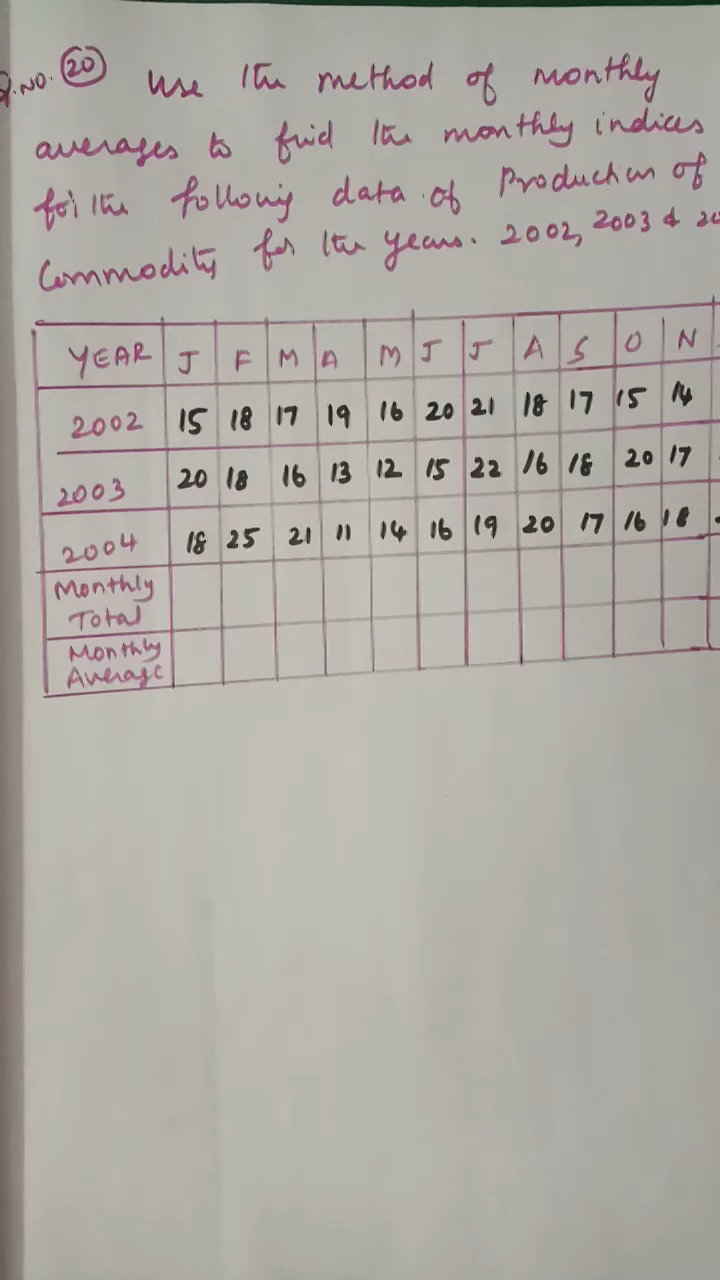 Q.NO. 20 Use the method of monthly
averages to find the monthly indices
for the following data of Production of
Commodity for the years. 2002, 2003 & 20
YEAR J F M A M J J A S O N
2002 15 18 17 19 16 20 21 18 17 15 14
2003 20 18 16 13 12 15 22 16 18 20 17
2004 18 25 21 11 14 16 19 20 17 16 18
Monthly
Total
Monthly
Average